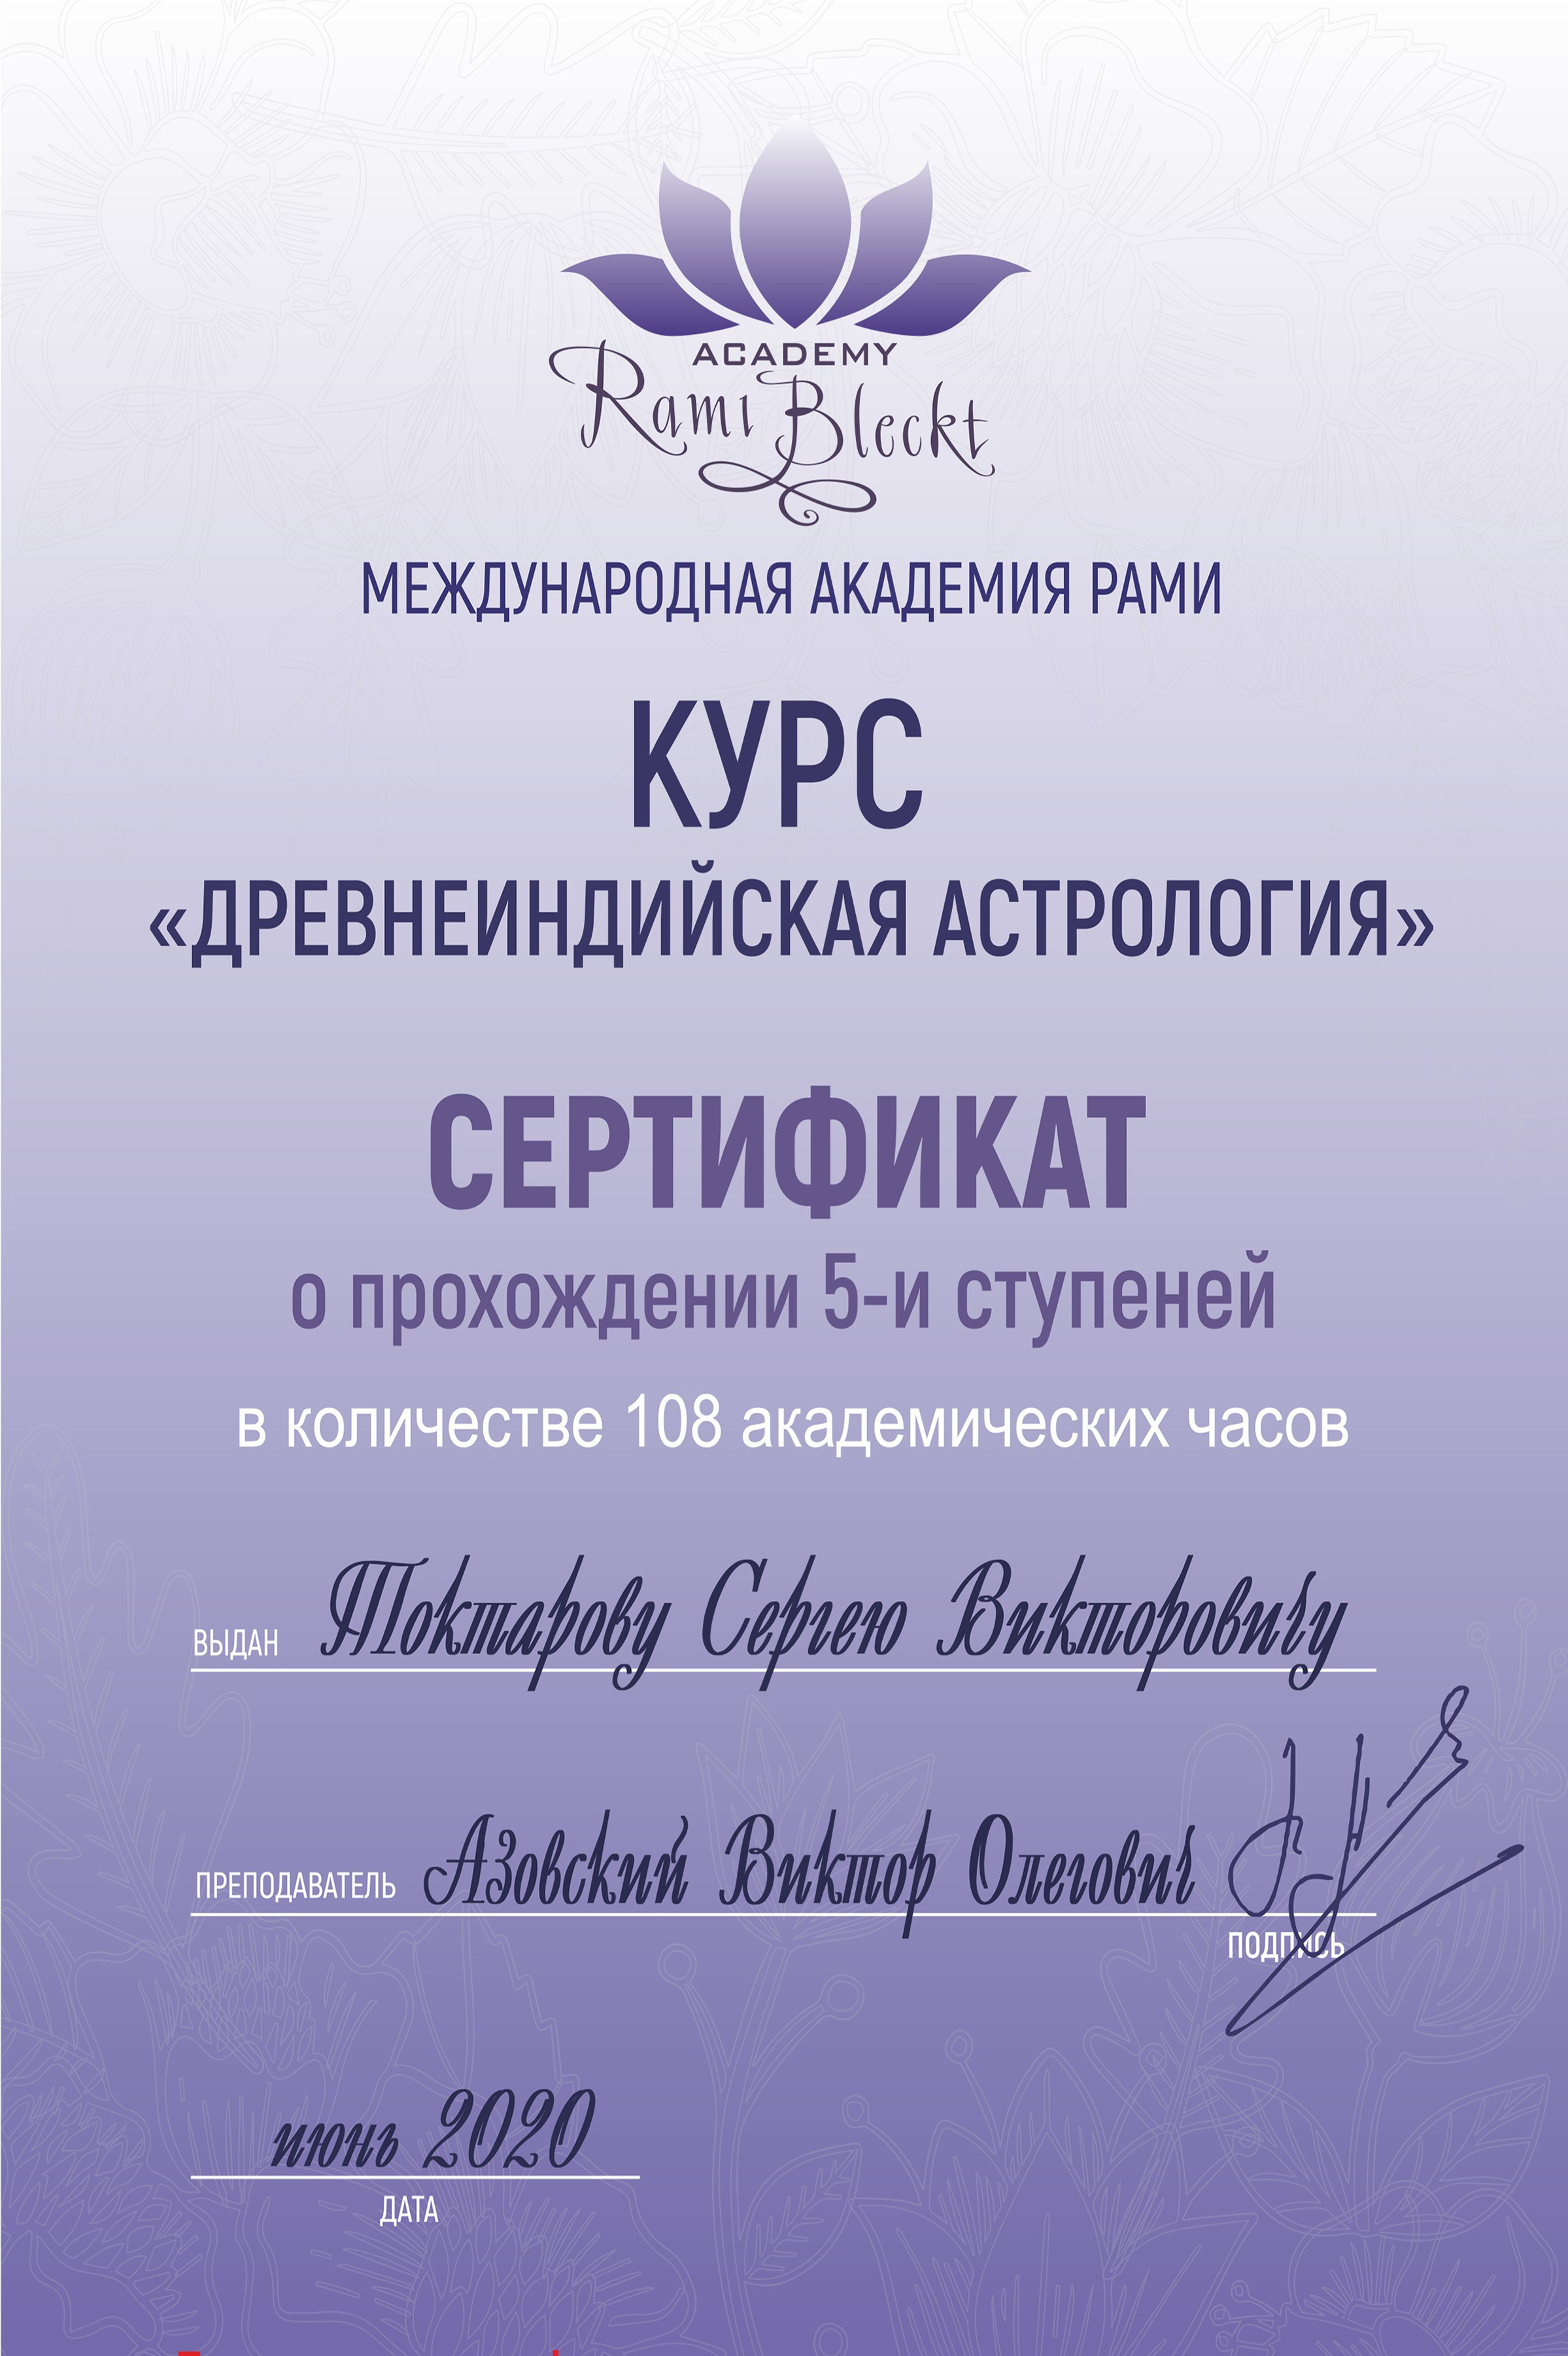 ACADEMY
Rami Bleckt
МЕЖДУНАРОДНАЯ АКАДЕМИЯ РАМИ
КУРС
«ДРЕВНЕИНДИЙСКАЯ АСТРОЛОГИЯ»
СЕРТИФИКАТ
о прохождении 5-и ступеней
в количестве 108 академических часов
ВЫДАН Токтарову Сергею Викторовичу
ПРЕПОДАВАТЕЛЬ Азовский Виктор Олегович
ПОДПИСЬ
июнь 2020
ДАТА